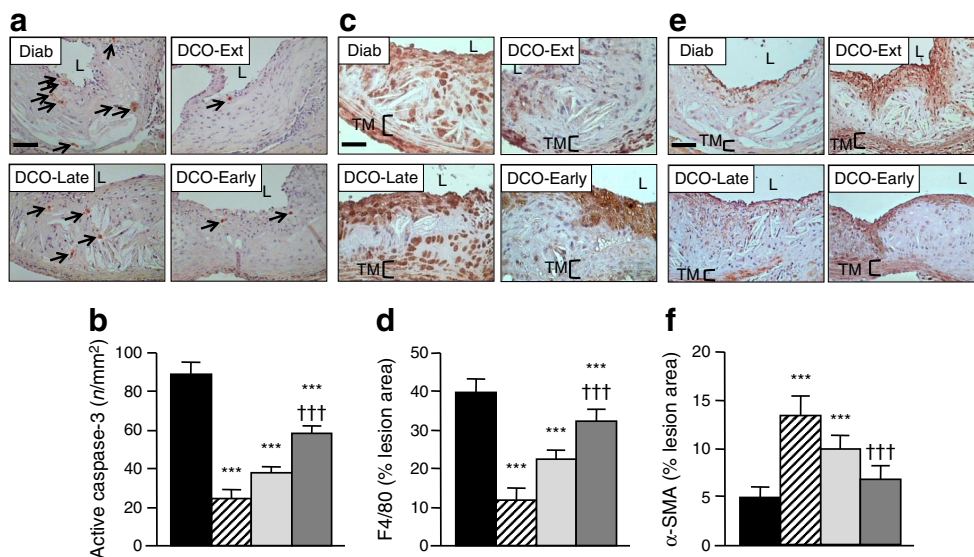 a
Diab
L
DCO-Ext
L
DCO-Late
L
DCO-Early
L
c
Diab
L
TM
DCO-Ext
L
TM
DCO-Late
L
TM
DCO-Early
L
TM
e
Diab
L
TM
DCO-Ext
L
TM
DCO-Late
L
TM
DCO-Early
L
TM
b
Active caspase-3 (n/mm²)
100
80
60
40
20
0
***
***
***
†††
d
F4/80 (% lesion area)
50
40
30
20
10
0
***
***
***
†††
f
α-SMA (% lesion area)
20
15
10
5
0
***
***
†††